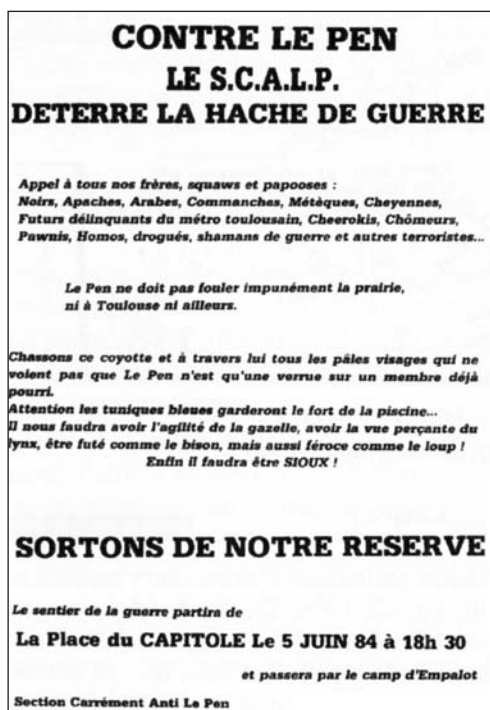 CONTRE LE PEN
LE S.C.A.L.P.
DETERRE LA HACHE DE GUERRE
Appel à tous nos frères, squaws et papooses :
Noirs, Apaches, Arabes, Commanches, Métèques, Cheyennes,
Futurs délinquants du métro toulousain, Cheerokis, Chômeurs,
Pawnis, Homos, drogués, shamans de guerre et autres terroristes...
Le Pen ne doit pas fouler impunément la prairie,
ni à Toulouse ni ailleurs.
Chassons ce coyotte et à travers lui tous les pâles visages qui ne
voient pas que Le Pen n'est qu'une verrue sur un membre déjà
pourri.
Attention les tuniques bleues garderont le fort de la piscine...
Il nous faudra avoir l'agilité de la gazelle, avoir la vue perçante du
lynx, être futé comme le bison, mais aussi féroce comme le loup !
Enfin il faudra être SIOUX !
SORTONS DE NOTRE RESERVE
Le sentier de la guerre partira de
La Place du CAPITOLE Le 5 JUIN 84 à 18h 30
et passera par le camp d'Empalot
Section Carrément Anti Le Pen